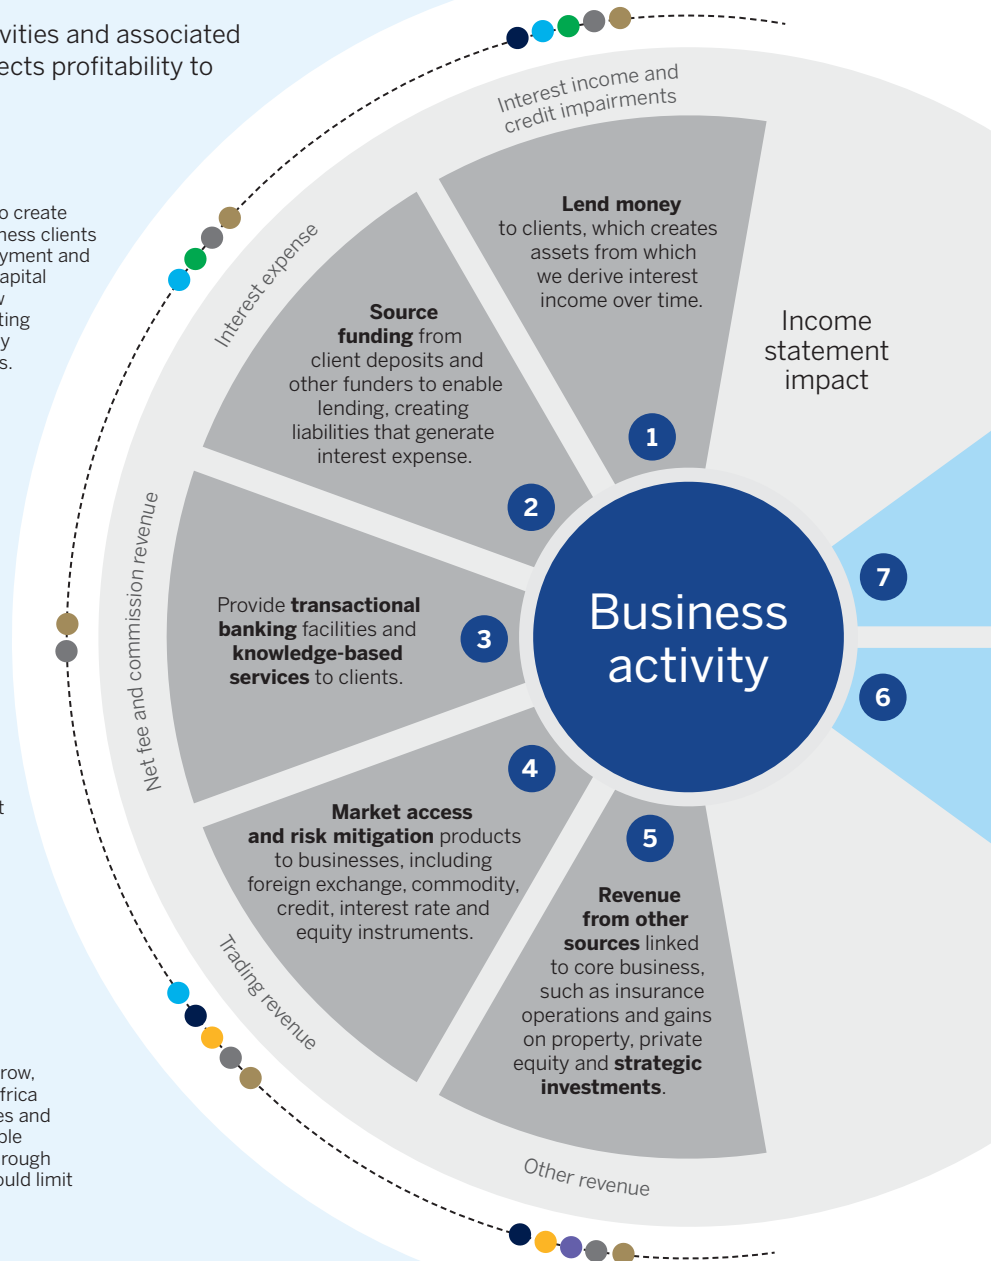 vities and associated
ects profitability to
o create
ness clients
yment and
apital
ting
y
s.
t
row,
frica
es and
ble
rough
ould limit
Interest income and
credit impairments
Lend money
to clients, which creates
assets from which
we derive interest
income over time.
1
Income
statement
impact
Interest expense
Source
funding from
client deposits and
other funders to enable
lending, creating
liabilities that generate
interest expense.
2
Net fee and commission revenue
Provide transactional
banking facilities and
knowledge-based
services to clients.
3
Business
activity
7
6
4
Market access
and risk mitigation products
to businesses, including
foreign exchange, commodity,
credit, interest rate and
equity instruments.
Trading revenue
5
Revenue
from other
sources linked
to core business,
such as insurance
operations and gains
on property, private
equity and strategic
investments.
Other revenue